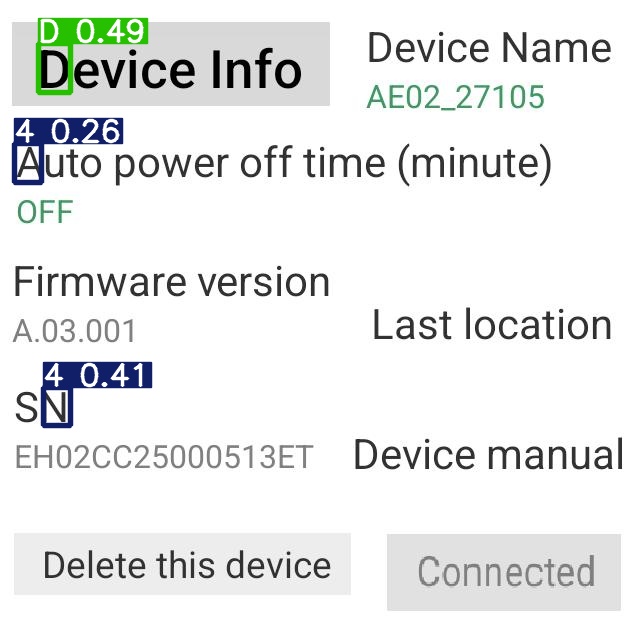 D 0.49
Device Info
Device Name
AE02_27105
4 0.26
Auto power off time (minute)
OFF
Firmware version
A.03.001
Last location
4 0.41
SN
EH02CC25000513ET
Device manual
Delete this device
Connected